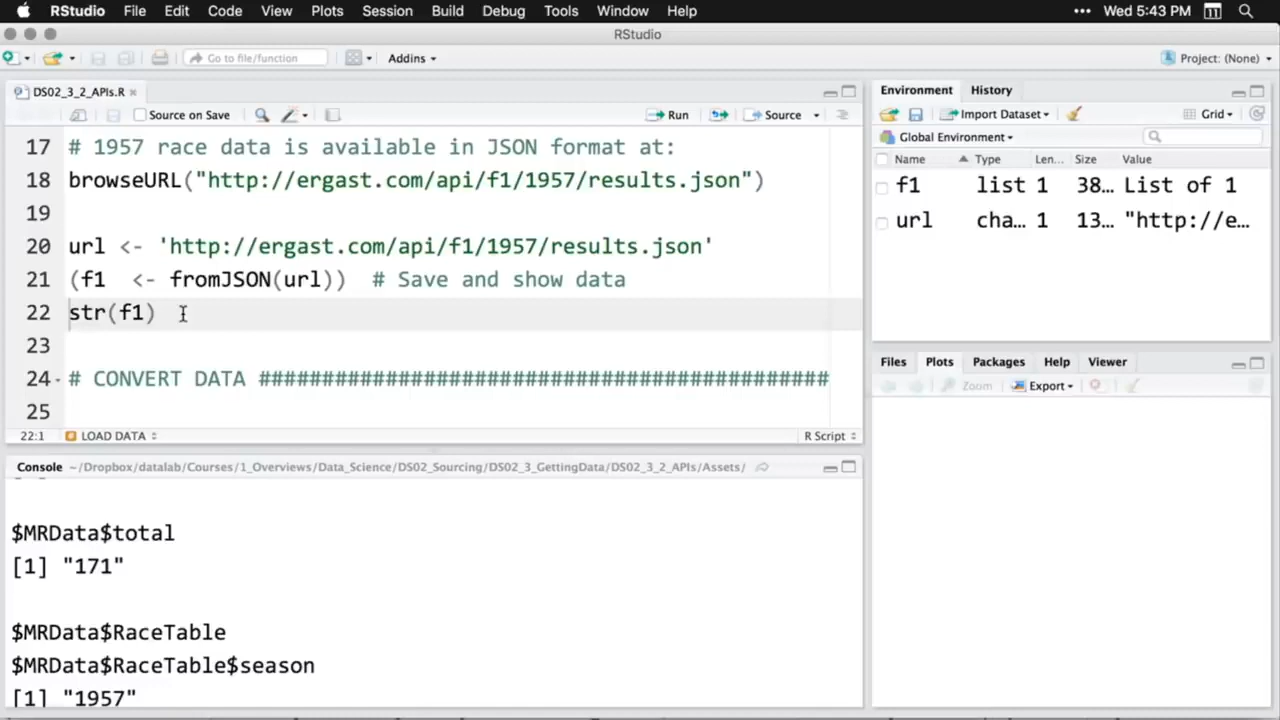 RStudio File Edit Code View Plots Session Build Debug Tools Window Help ••• Wed 5:43 PM 11
RStudio
Go to file/function Addins Project: (None)
DS02_3_2_APIs.R
Source on Save Run Source
17 # 1957 race data is available in JSON format at:
18 browseURL("http://ergast.com/api/f1/1957/results.json")
19
20 url <- 'http://ergast.com/api/f1/1957/results.json'
21 (f1  <- fromJSON(url))  # Save and show data
22 str(f1)
23
24 # CONVERT DATA ############################################
25
22:1 LOAD DATA R Script
Console ~/Dropbox/datalab/Courses/1_Overviews/Data_Science/DS02_Sourcing/DS02_3_GettingData/DS02_3_2_APIs/Assets/
$MRData$total
[1] "171"
$MRData$RaceTable
$MRData$RaceTable$season
[1] "1957"
Environment History
Import Dataset Grid
Global Environment
Name Type Len... Size Value
f1 list 1 38... List of 1
url cha... 1 13... "http://e...
Files Plots Packages Help Viewer
Zoom Export